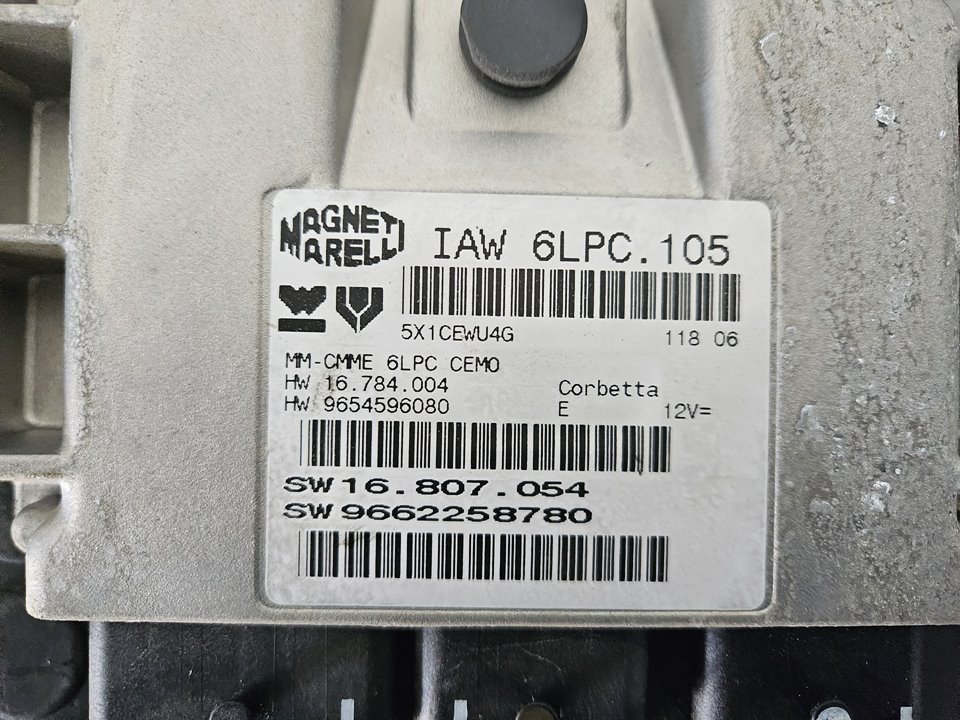 MAGNETI
MARELLI
IAW 6LPC.105
5X1CEWU4G
118 06
MM-CMME 6LPC CEMO
HW 16.784.004
Corbetta
HW 9654596080
E
12V=
SW 16.807.054
SW 9662258780